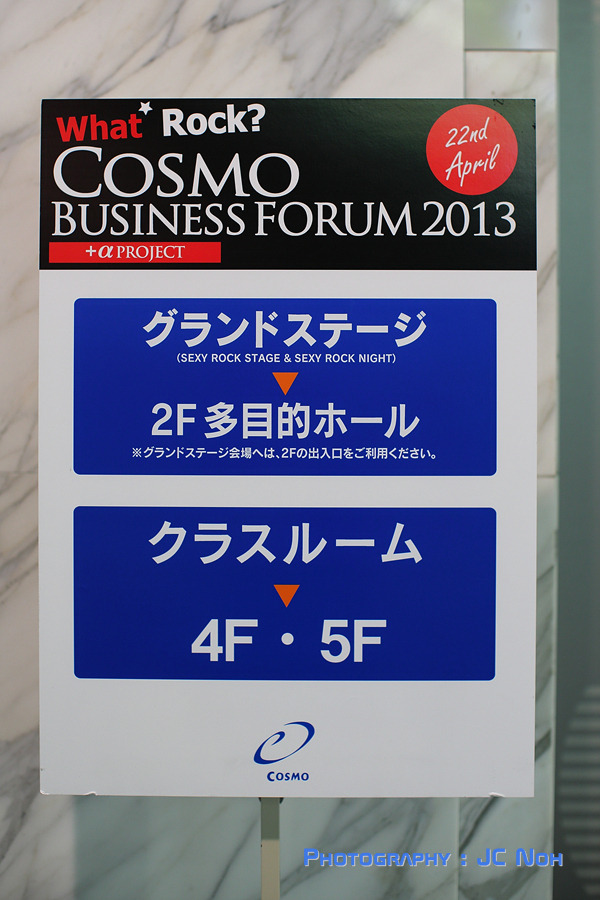 What Rock?
22nd
April
COSMO
BUSINESS FORUM 2013
+α PROJECT
グランドステージ
(SEXY ROCK STAGE & SEXY ROCK NIGHT)
2F 多目的ホール
※グランドステージ会場へは、2Fの出入口をご利用ください。
クラスルーム
4F・5F
COSMO
PHOTOGRAPHY : JC NOH